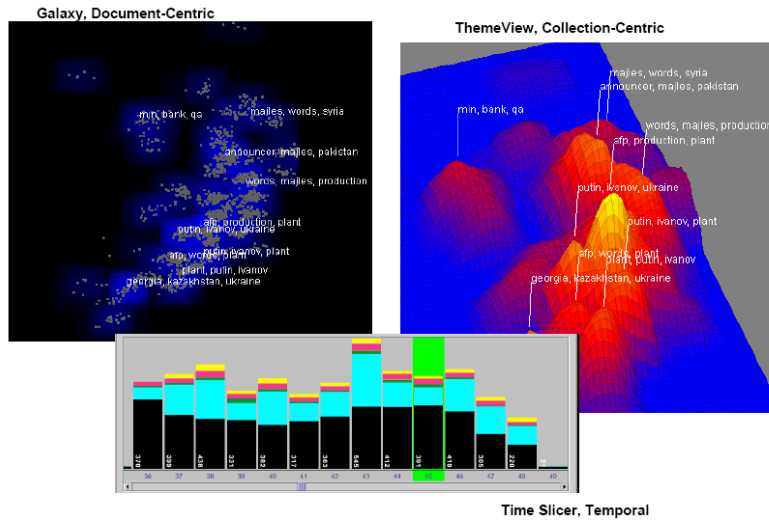 Galaxy, Document-Centric
ThemeView, Collection-Centric
min, bank, qa
majles, words, syria
announcer, majles, pakistan
words, majles, production
afp, production, plant
putin, ivanov, ukraine
putin, ivanov, plant
afp, words, plant
plant, putin, ivanov
georgia, kazakhstan, ukraine
majles, words, syria
announcer, majles, pakistan
min, bank, qa
words, majles, production
afp, production, plant
putin, ivanov, ukraine
putin, ivanov, plant
afp, words, plant
plant, putin, ivanov
georgia, kazakhstan, ukraine
370 399 438 331 382 317 363 545 412 391 419 305 220
36 37 38 39 40 41 42 43 44 45 46 47 48 49
Time Slicer, Temporal